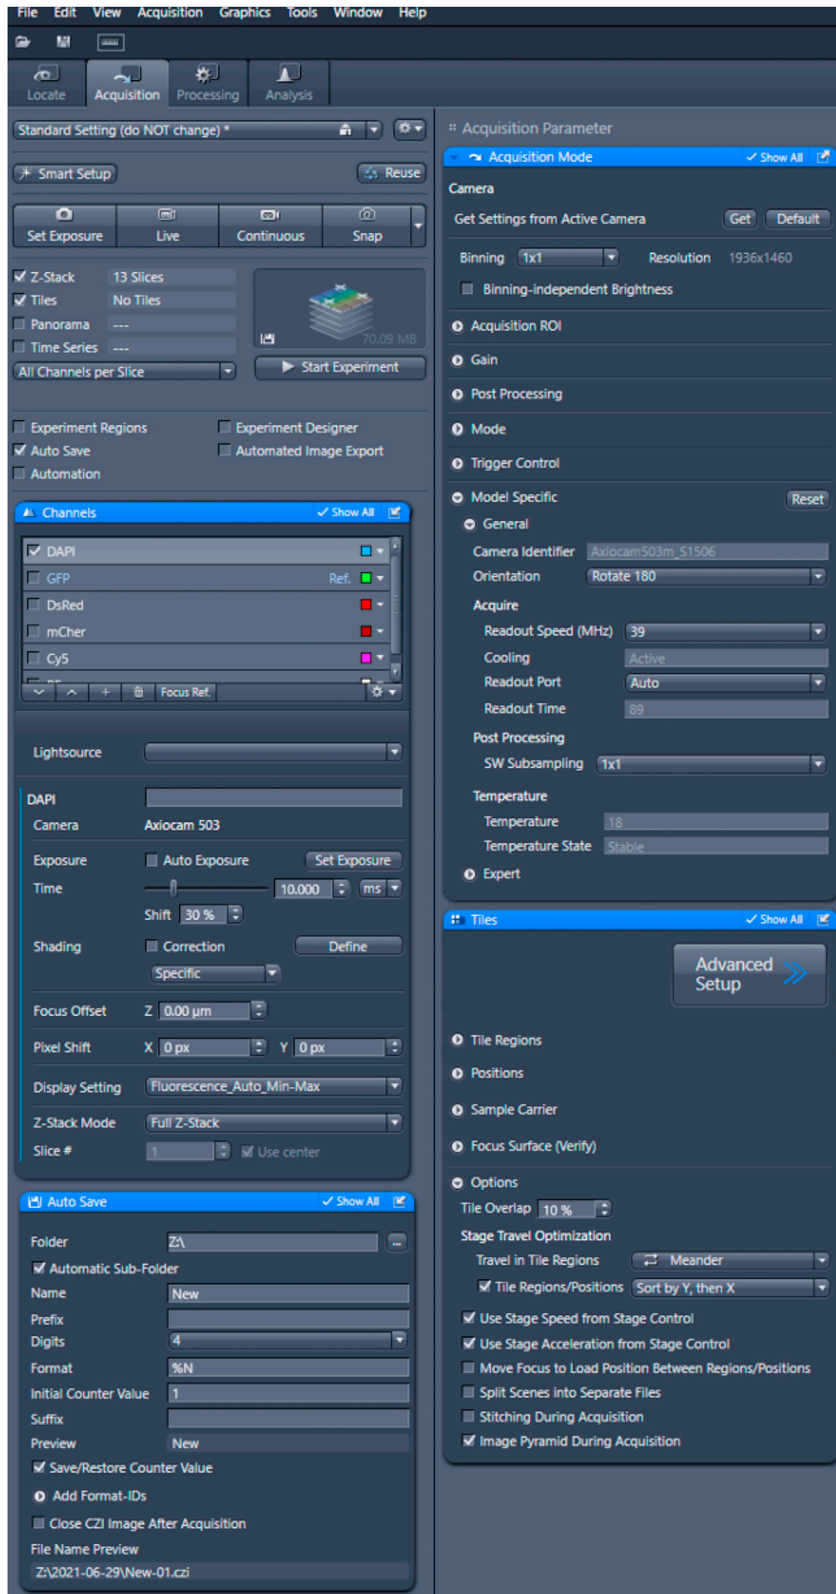 File Edit View Acquisition Graphics Tools Window Help
Locate Acquisition Processing Analysis
Standard Setting (do NOT change) *
Smart Setup Reuse
Set Exposure Live Continuous Snap
Z-Stack 13 Slices
Tiles No Tiles
Panorama ---
Time Series --- 70.09 MB
All Channels per Slice Start Experiment
Experiment Regions Experiment Designer
Auto Save Automated Image Export
Automation
Channels Show All
DAPI
GFP Ref.
DsRed
mCher
Cy5
Focus Ref.
Lightsource
DAPI
Camera Axiocam 503
Exposure Auto Exposure Set Exposure
Time 10.000 ms
Shift 30 %
Shading Correction Define
Specific
Focus Offset Z 0.00 µm
Pixel Shift X 0 px Y 0 px
Display Setting Fluorescence_Auto_Min-Max
Z-Stack Mode Full Z-Stack
Slice # 1 Use center
Auto Save Show All
Folder Z:\ ...
Automatic Sub-Folder
Name New
Prefix
Digits 4
Format %N
Initial Counter Value 1
Suffix
Preview New
Save/Restore Counter Value
Add Format-IDs
Close CZI Image After Acquisition
File Name Preview
Z:\2021-06-29\New-01.czi
Acquisition Parameter
Acquisition Mode Show All
Camera
Get Settings from Active Camera Get Default
Binning 1x1 Resolution 1936x1460
Binning-independent Brightness
Acquisition ROI
Gain
Post Processing
Mode
Trigger Control
Model Specific Reset
General
Camera Identifier Axiocam503m_S1506
Orientation Rotate 180
Acquire
Readout Speed (MHz) 39
Cooling Active
Readout Port Auto
Readout Time 89
Post Processing
SW Subsampling 1x1
Temperature
Temperature 18
Temperature State Stable
Expert
Tiles Show All
Advanced
Setup
Tile Regions
Positions
Sample Carrier
Focus Surface (Verify)
Options
Tile Overlap 10 %
Stage Travel Optimization
Travel in Tile Regions Meander
Tile Regions/Positions Sort by Y, then X
Use Stage Speed from Stage Control
Use Stage Acceleration from Stage Control
Move Focus to Load Position Between Regions/Positions
Split Scenes into Separate Files
Stitching During Acquisition
Image Pyramid During Acquisition